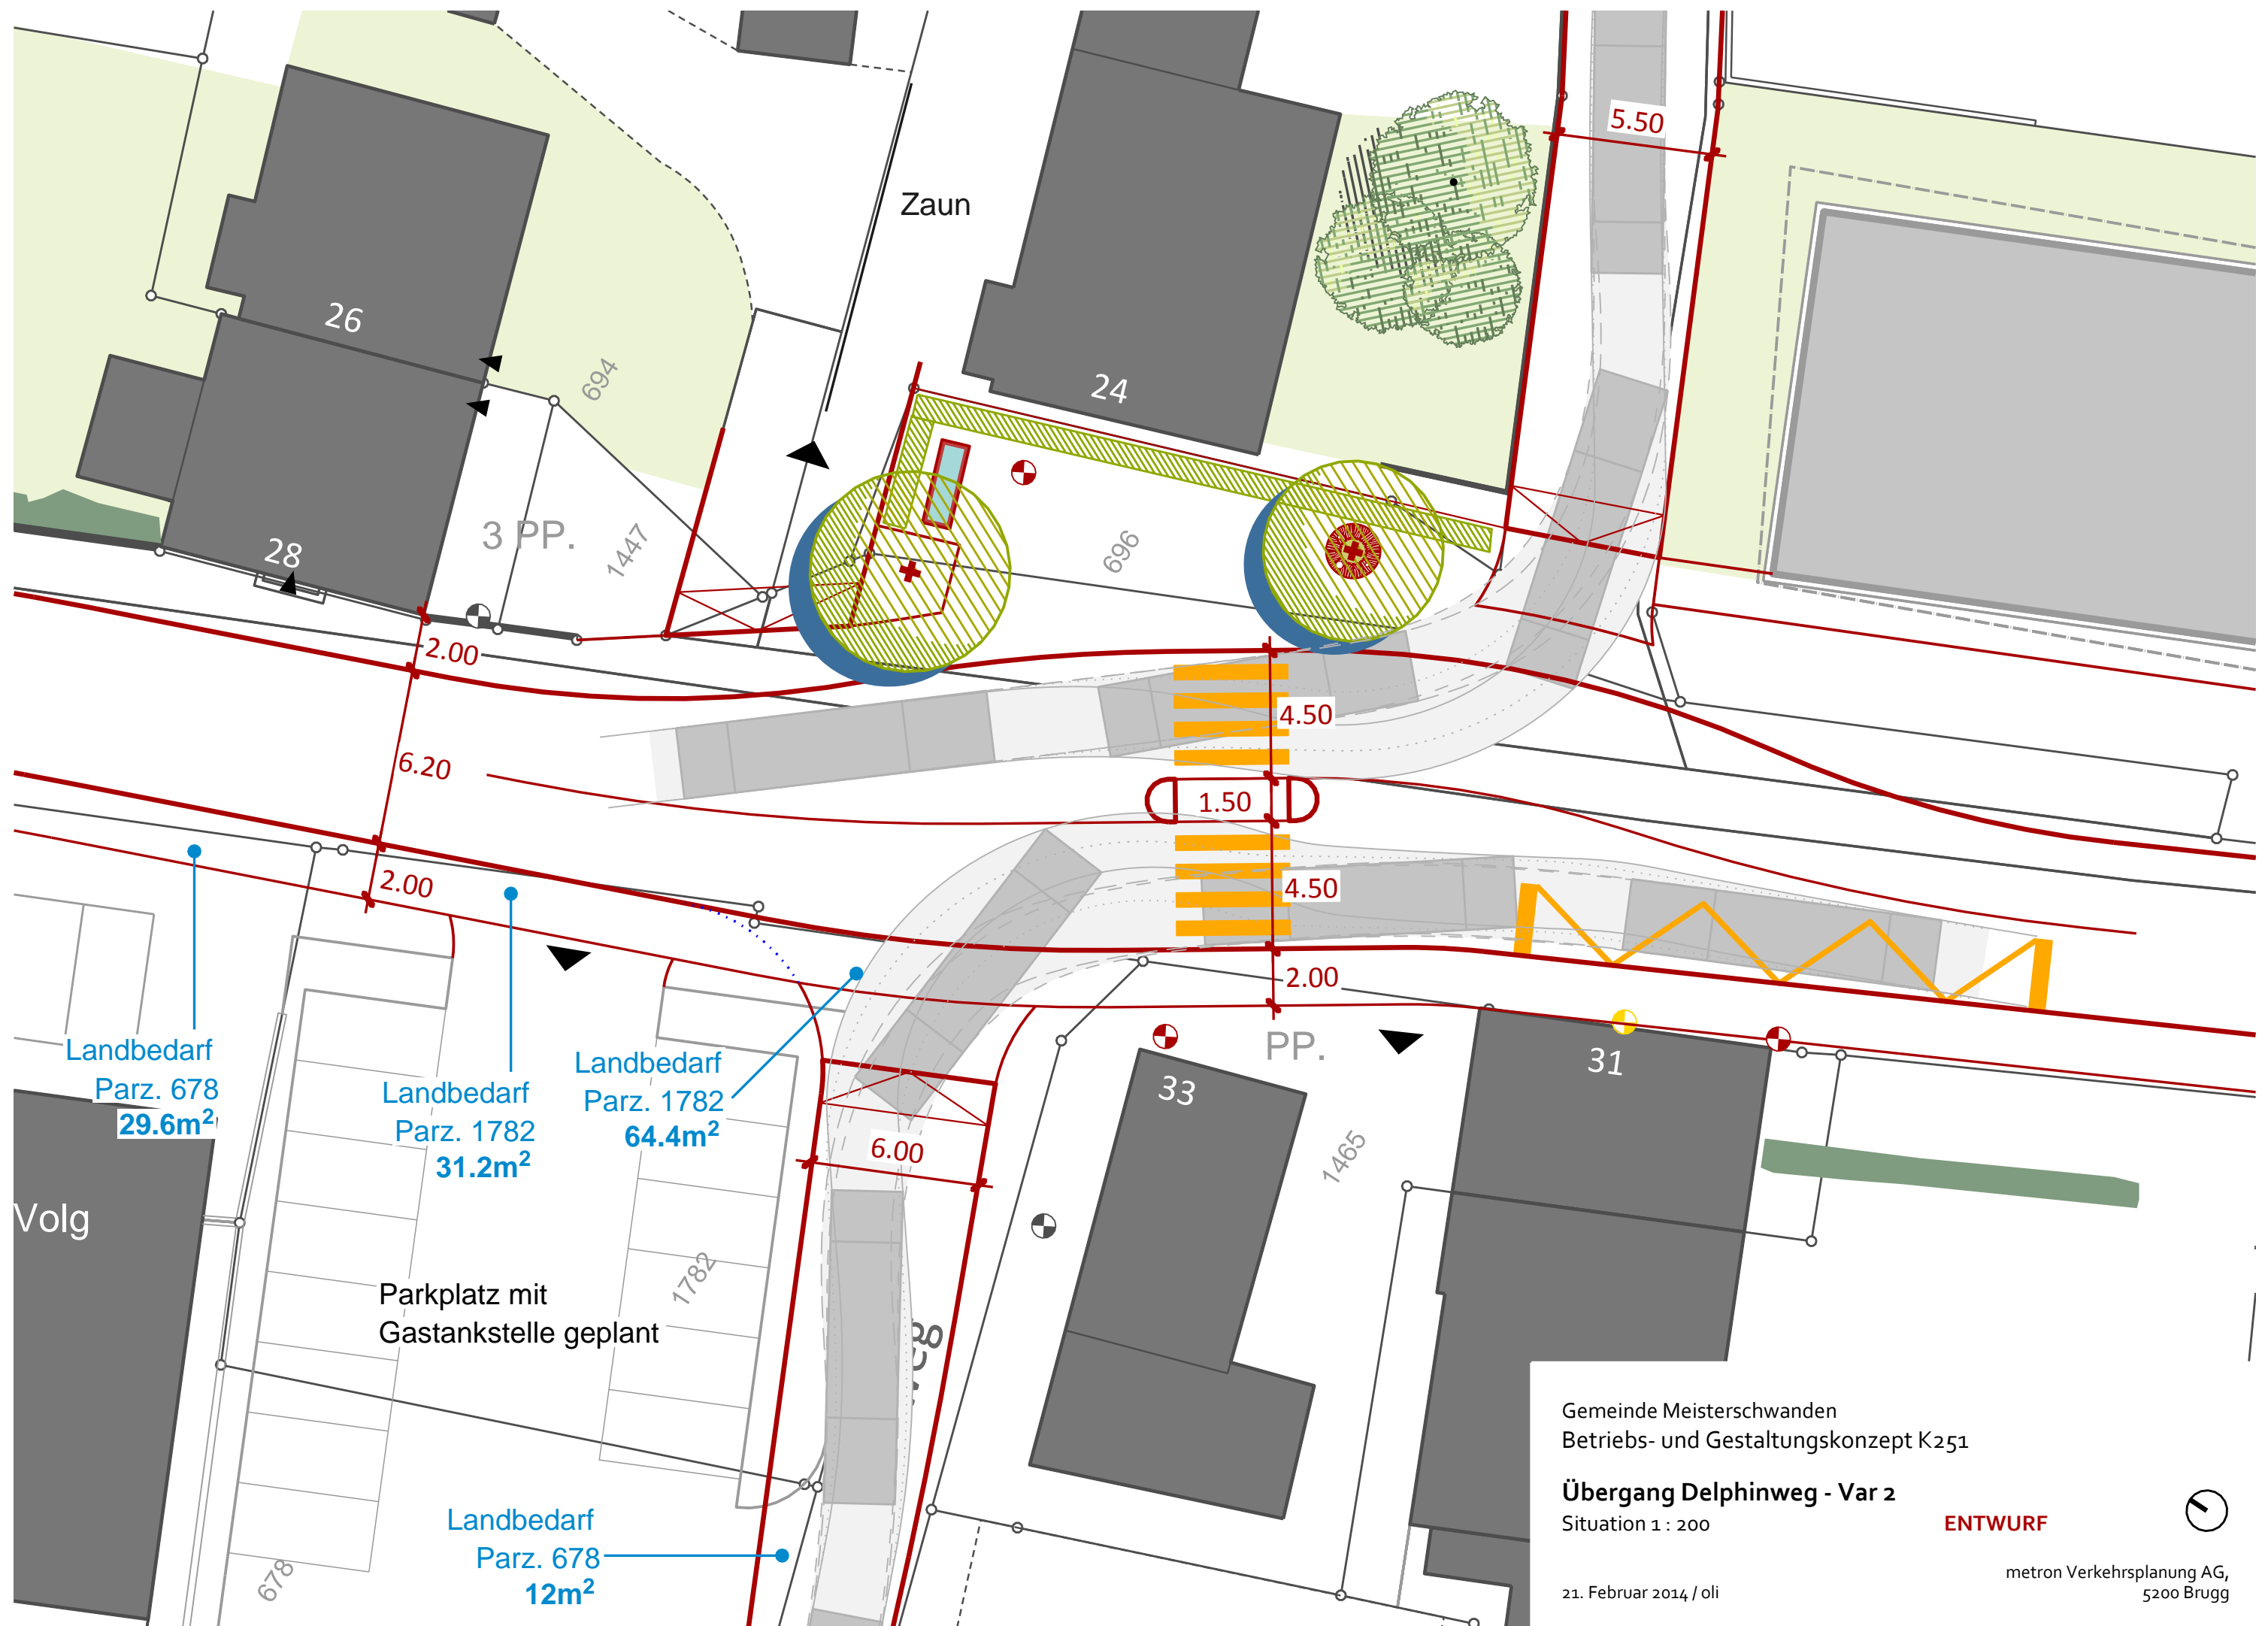 5.50
Zaun
26
694
24
28
3 PP.
1447
696
2.00
4.50
6.20
1.50
2.00
4.50
2.00
Landbedarf
Parz. 678
29.6m²
Landbedarf
Parz. 1782
31.2m²
Landbedarf
Parz. 1782
64.4m²
PP.
33
31
6.00
1465
Volg
1782
Parkplatz mit
Gastankstelle geplant
Landbedarf
Parz. 678
12m²
678
Gemeinde Meisterschwanden
Betriebs- und Gestaltungskonzept K251
Übergang Delphinweg - Var 2
Situation 1 : 200
ENTWURF
metron Verkehrsplanung AG,
5200 Brugg
21. Februar 2014 / oli